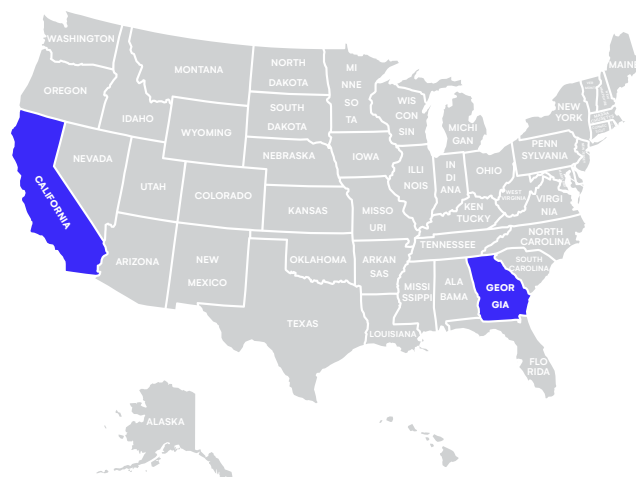 WASHINGTON
MAINE
MONTANA
NORTH
DAKOTA
MI
NNE
SO
TA
OREGON
IDAHO
WYOMING
SOUTH
DAKOTA
WIS
CON
SIN
MICHI
GAN
NEW
YORK
NEVADA
UTAH
COLORADO
NEBRASKA
IOWA
ILLI
NOIS
IN
DI
ANA
OHIO
PENN
SYLVANIA
WEST
VIRGINIA
VIRGI
NIA
CALIFORNIA
KANSAS
MISSO
URI
KEN
TUCKY
NORTH
CAROLINA
TENNESSEE
SOUTH
CAROLINA
ARIZONA
NEW
MEXICO
OKLAHOMA
ARKAN
SAS
MISSI
SSIPPI
ALA
BAMA
GEOR
GIA
TEXAS
LOUISIANA
FLO
RIDA
ALASKA